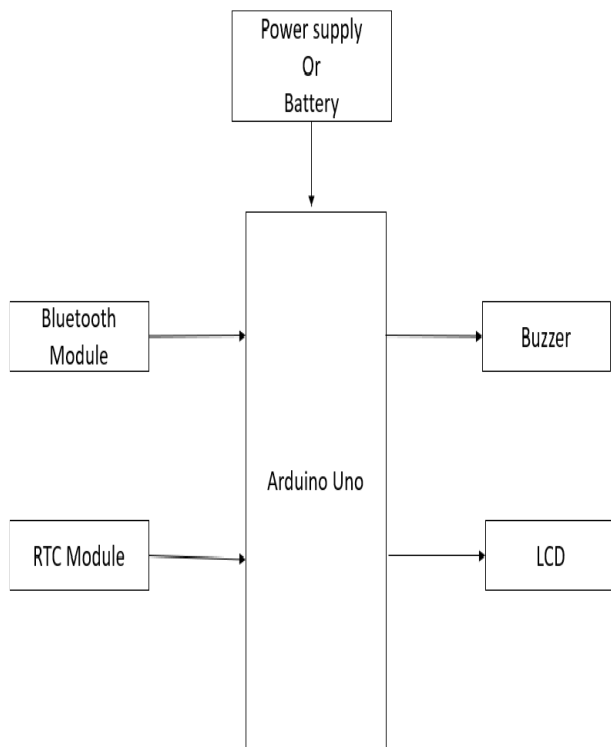 Power supply
Or
Battery
Bluetooth
Module
Buzzer
Arduino Uno
RTC Module
LCD